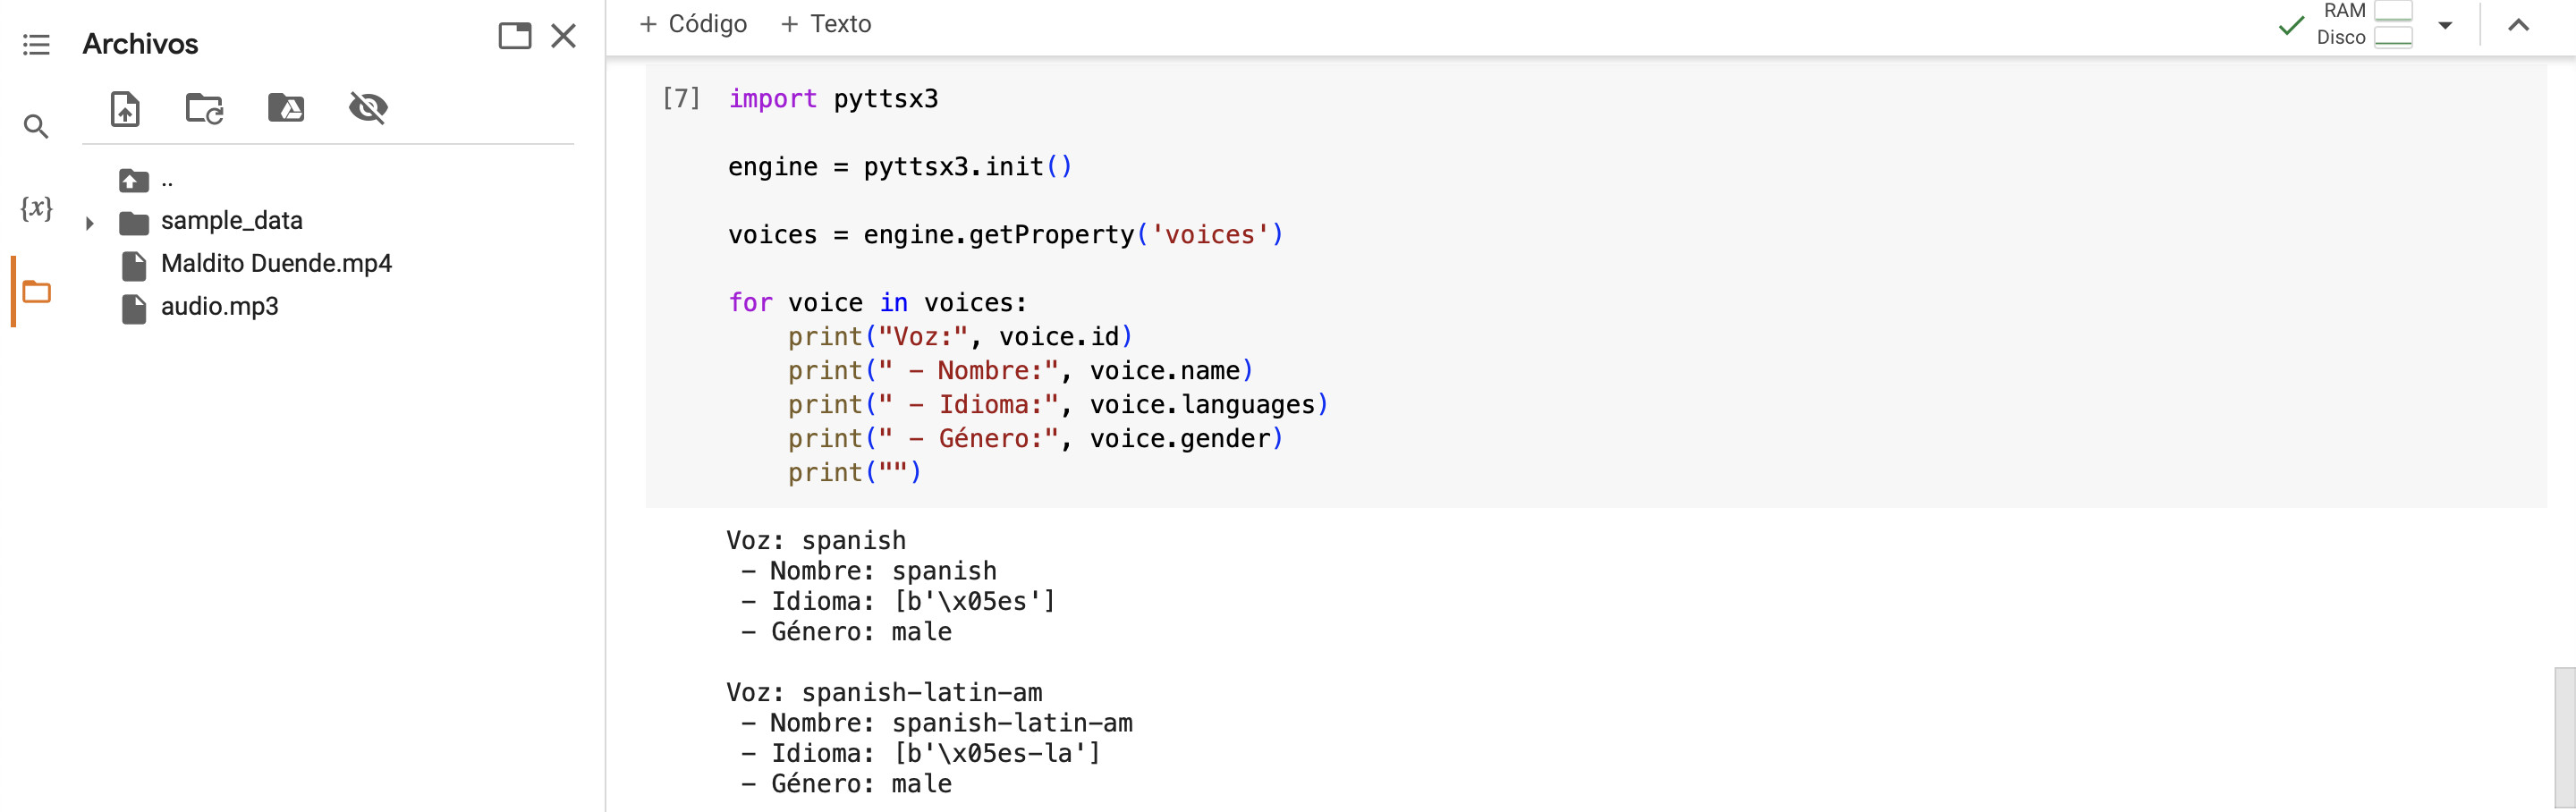 Archivos
..
sample_data
Maldito Duende.mp4
audio.mp3
{x}
+ Código + Texto
RAM
Disco
[7] import pyttsx3
engine = pyttsx3.init()
voices = engine.getProperty('voices')
for voice in voices:
    print("Voz:", voice.id)
    print(" - Nombre:", voice.name)
    print(" - Idioma:", voice.languages)
    print(" - Género:", voice.gender)
    print("")
Voz: spanish
 - Nombre: spanish
 - Idioma: [b'\x05es']
 - Género: male
Voz: spanish-latin-am
 - Nombre: spanish-latin-am
 - Idioma: [b'\x05es-la']
 - Género: male